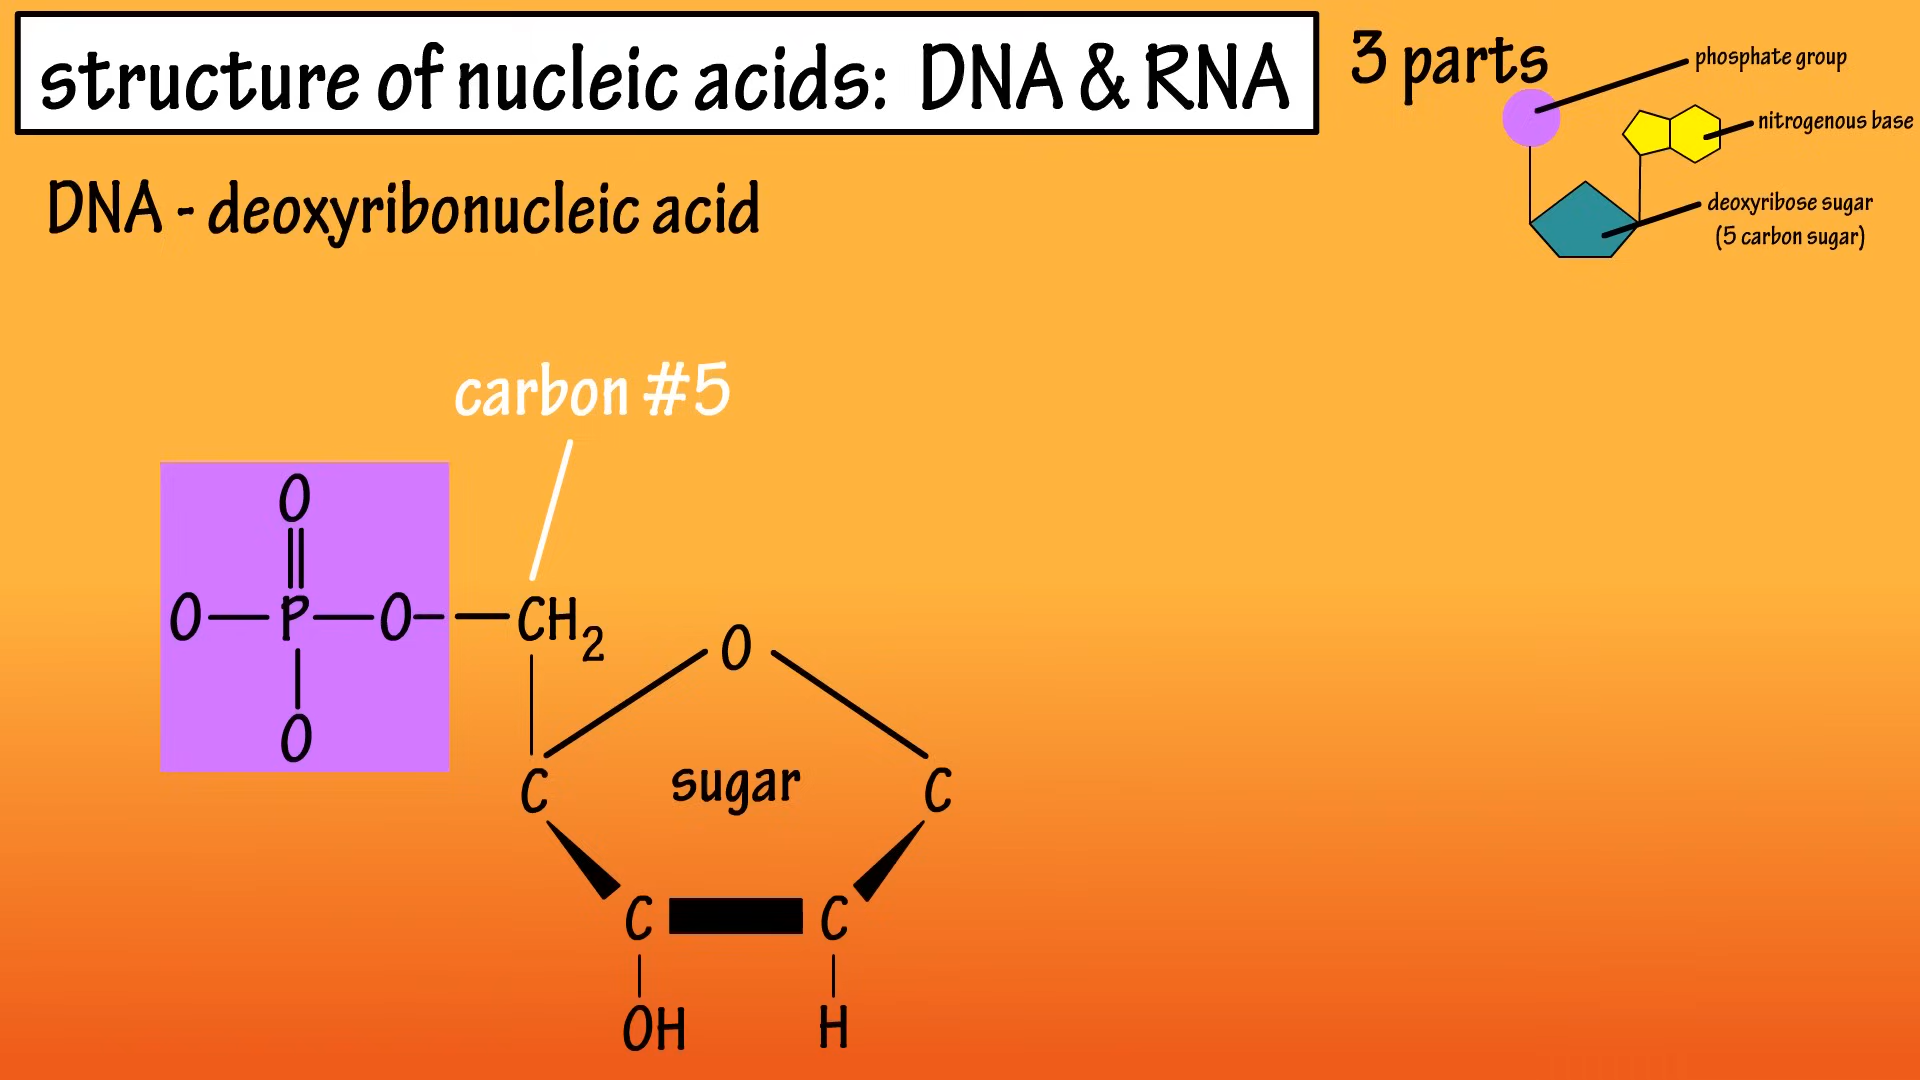 structure of nucleic acids: DNA & RNA
3 parts
phosphate group
nitrogenous base
deoxyribose sugar
(5 carbon sugar)
DNA - deoxyribonucleic acid
carbon #5
O
O P O CH2
O
O
C sugar C
C C
OH H